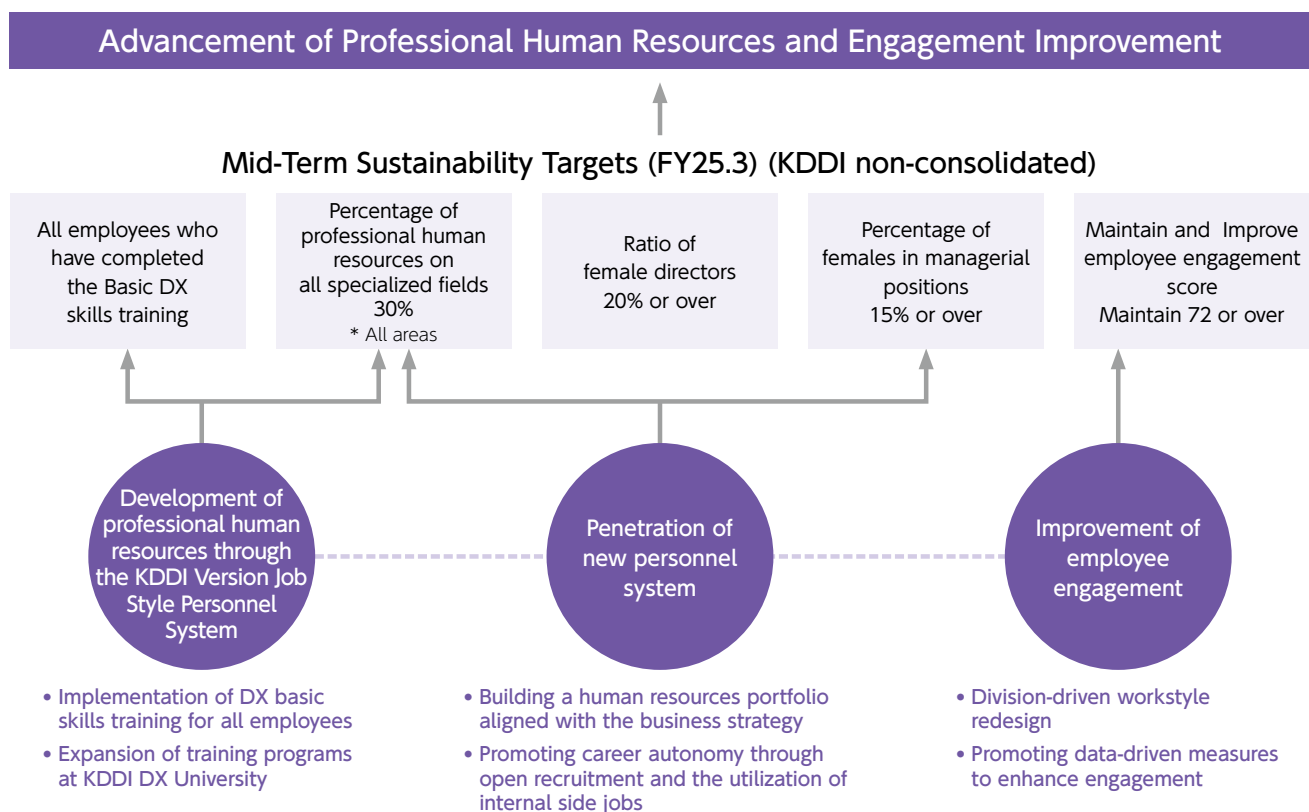 Advancement of Professional Human Resources and Engagement Improvement
Mid-Term Sustainability Targets (FY25.3) (KDDI non-consolidated)
All employees who
have completed
the Basic DX
skills training
Percentage of
professional human
resources on
all specialized fields
30%
* All areas
Ratio of
female directors
20% or over
Percentage of
females in managerial
positions
15% or over
Maintain and Improve
employee engagement
score
Maintain 72 or over
Development of
professional human
resources through
the KDDI Version Job
Style Personnel
System
Penetration of
new personnel
system
Improvement of
employee
engagement
• Implementation of DX basic
skills training for all employees
• Expansion of training programs
at KDDI DX University
• Building a human resources portfolio
aligned with the business strategy
• Promoting career autonomy through
open recruitment and the utilization of
internal side jobs
• Division-driven workstyle
redesign
• Promoting data-driven measures
to enhance engagement